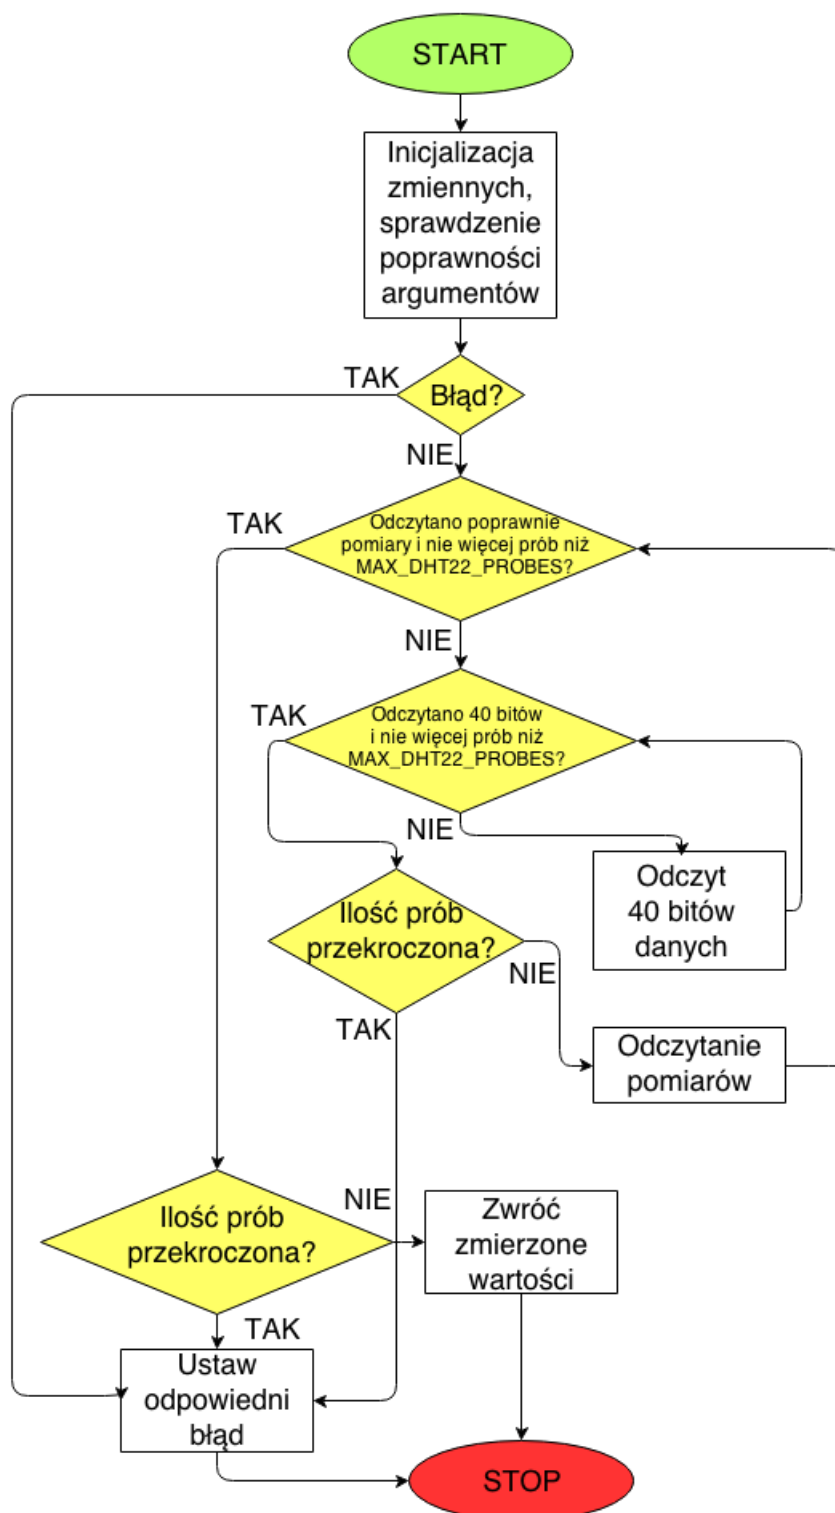 START
Inicjalizacja
zmiennych,
sprawdzenie
poprawności
argumentów
TAK
Błąd?
NIE
TAK
Odczytano poprawnie
pomiary i nie więcej prób niż
MAX_DHT22_PROBES?
NIE
TAK
Odczytano 40 bitów
i nie więcej prób niż
MAX_DHT22_PROBES?
NIE
Odczyt
40 bitów
danych
Ilość prób
przekroczona?
NIE
TAK
Odczytanie
pomiarów
Ilość prób
przekroczona?
NIE
Zwróć
zmierzone
wartości
TAK
Ustaw
odpowiedni
błąd
STOP